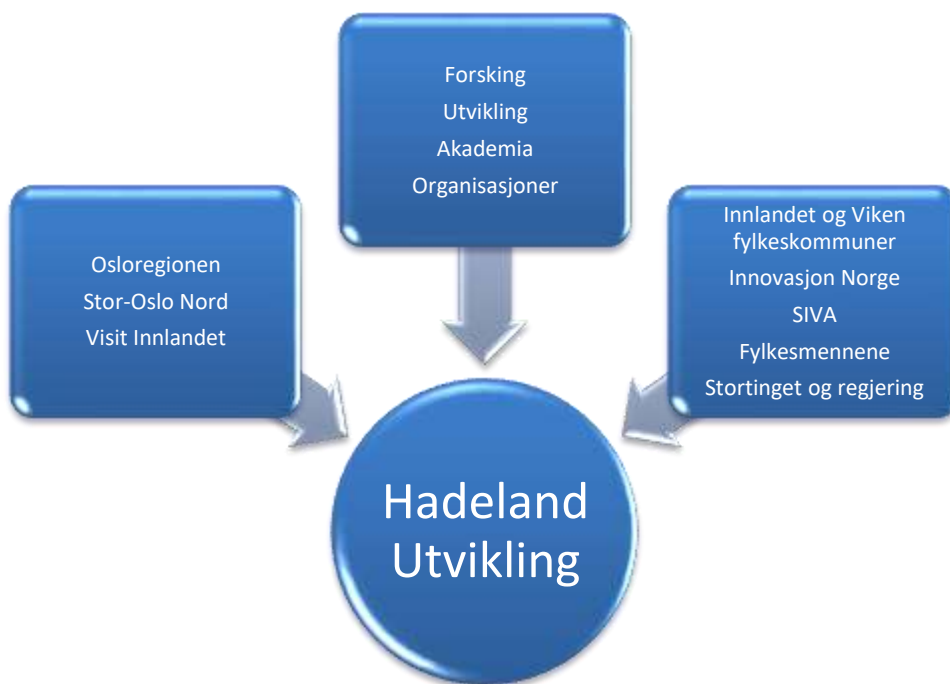 Forsking
Utvikling
Akademia
Organisasjoner
Osloregionen
Stor-Oslo Nord
Visit Innlandet
Innlandet og Viken
fylkeskommuner
Innovasjon Norge
SIVA
Fylkesmennene
Stortinget og regjering
Hadeland
Utvikling